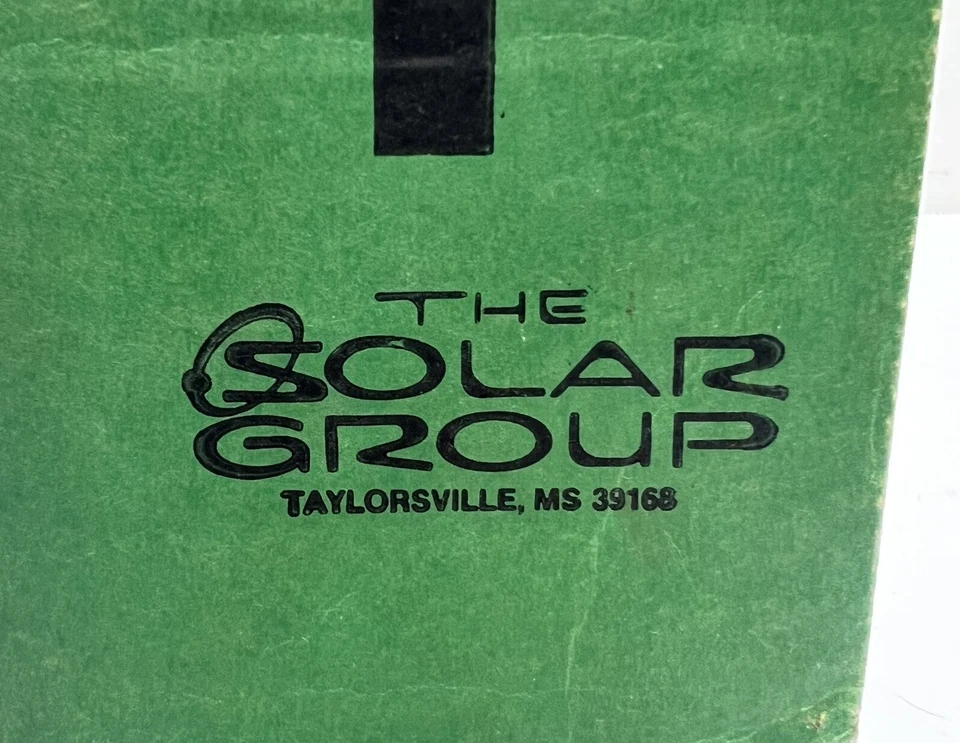 THE
SOLAR
GROUP
TAYLORSVILLE, MS 39168